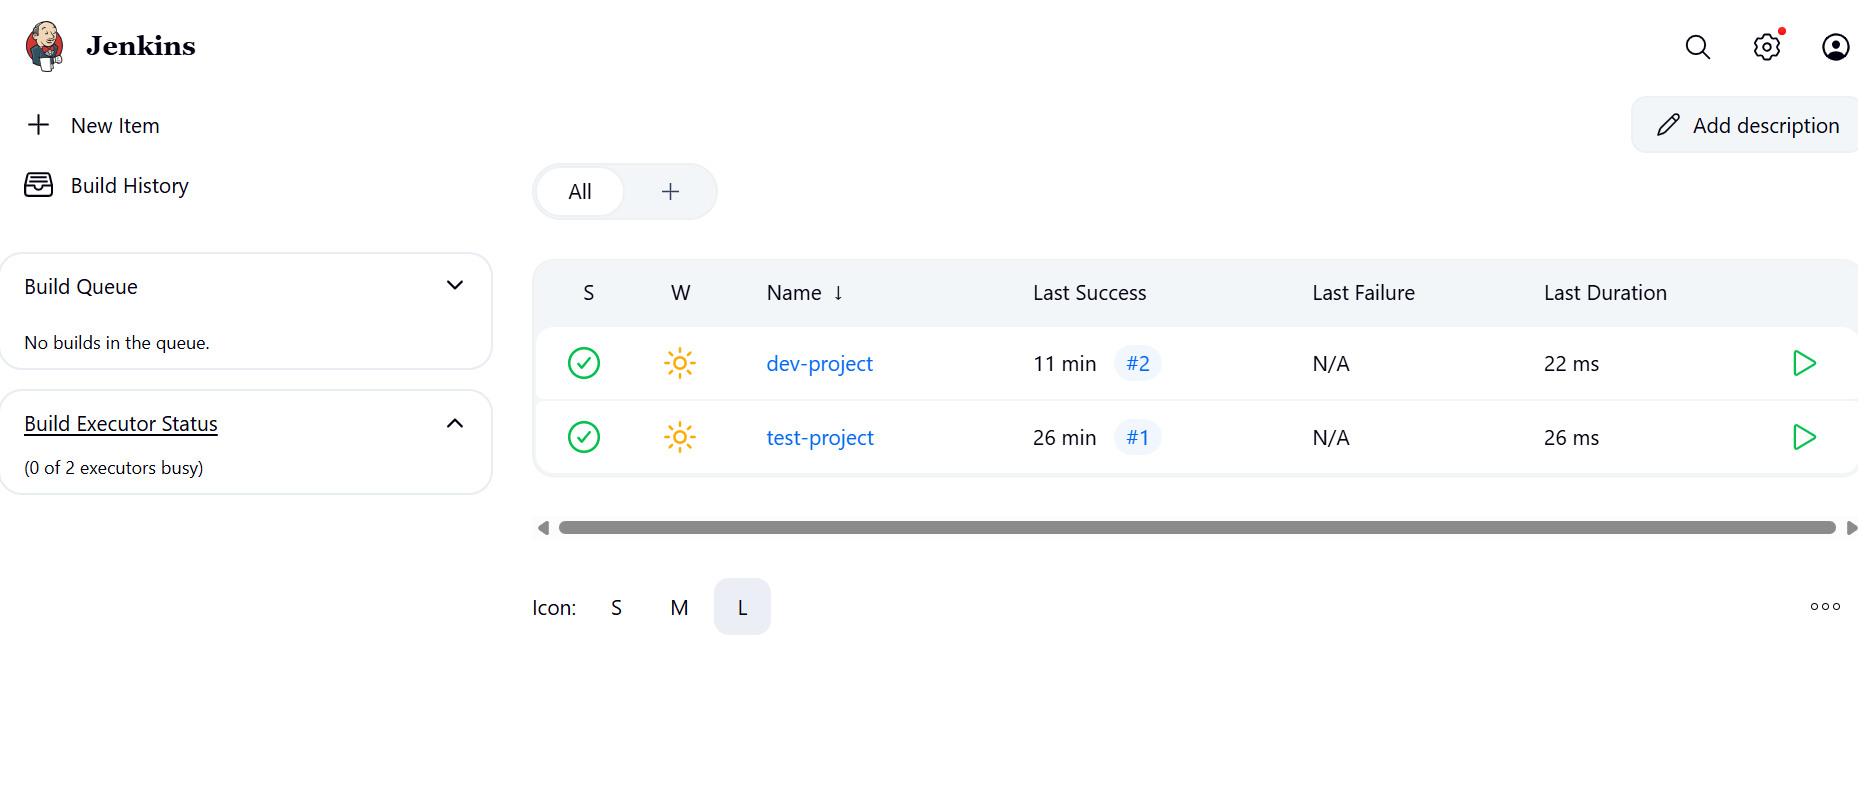 Jenkins
New Item
Build History
Add description
All
Build Queue
No builds in the queue.
Build Executor Status
(0 of 2 executors busy)
S W Name ↓ Last Success Last Failure Last Duration
dev-project 11 min #2 N/A 22 ms
test-project 26 min #1 N/A 26 ms
Icon: S M L